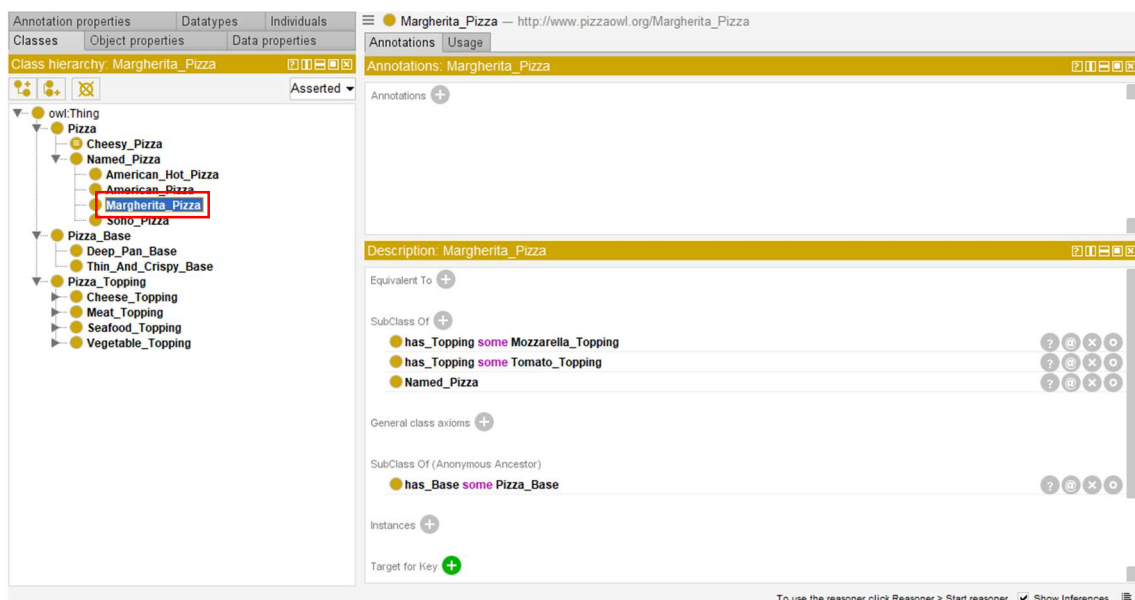 Annotation properties Datatypes Individuals
Classes Object properties Data properties
Class hierarchy: Margherita_Pizza
Asserted
owl:Thing
Pizza
Cheesy_Pizza
Named_Pizza
American_Hot_Pizza
American_Pizza
Margherita_Pizza
Soho_Pizza
Pizza_Base
Deep_Pan_Base
Thin_And_Crispy_Base
Pizza_Topping
Cheese_Topping
Meat_Topping
Seafood_Topping
Vegetable_Topping
Margherita_Pizza — http://www.pizzaowl.org/Margherita_Pizza
Annotations Usage
Annotations: Margherita_Pizza
Annotations
Description: Margherita_Pizza
Equivalent To
SubClass Of
has_Topping some Mozzarella_Topping
has_Topping some Tomato_Topping
Named_Pizza
General class axioms
SubClass Of (Anonymous Ancestor)
has_Base some Pizza_Base
Instances
Target for Key
To use the reasoner click Reasoner > Start reasoner Show Inferences